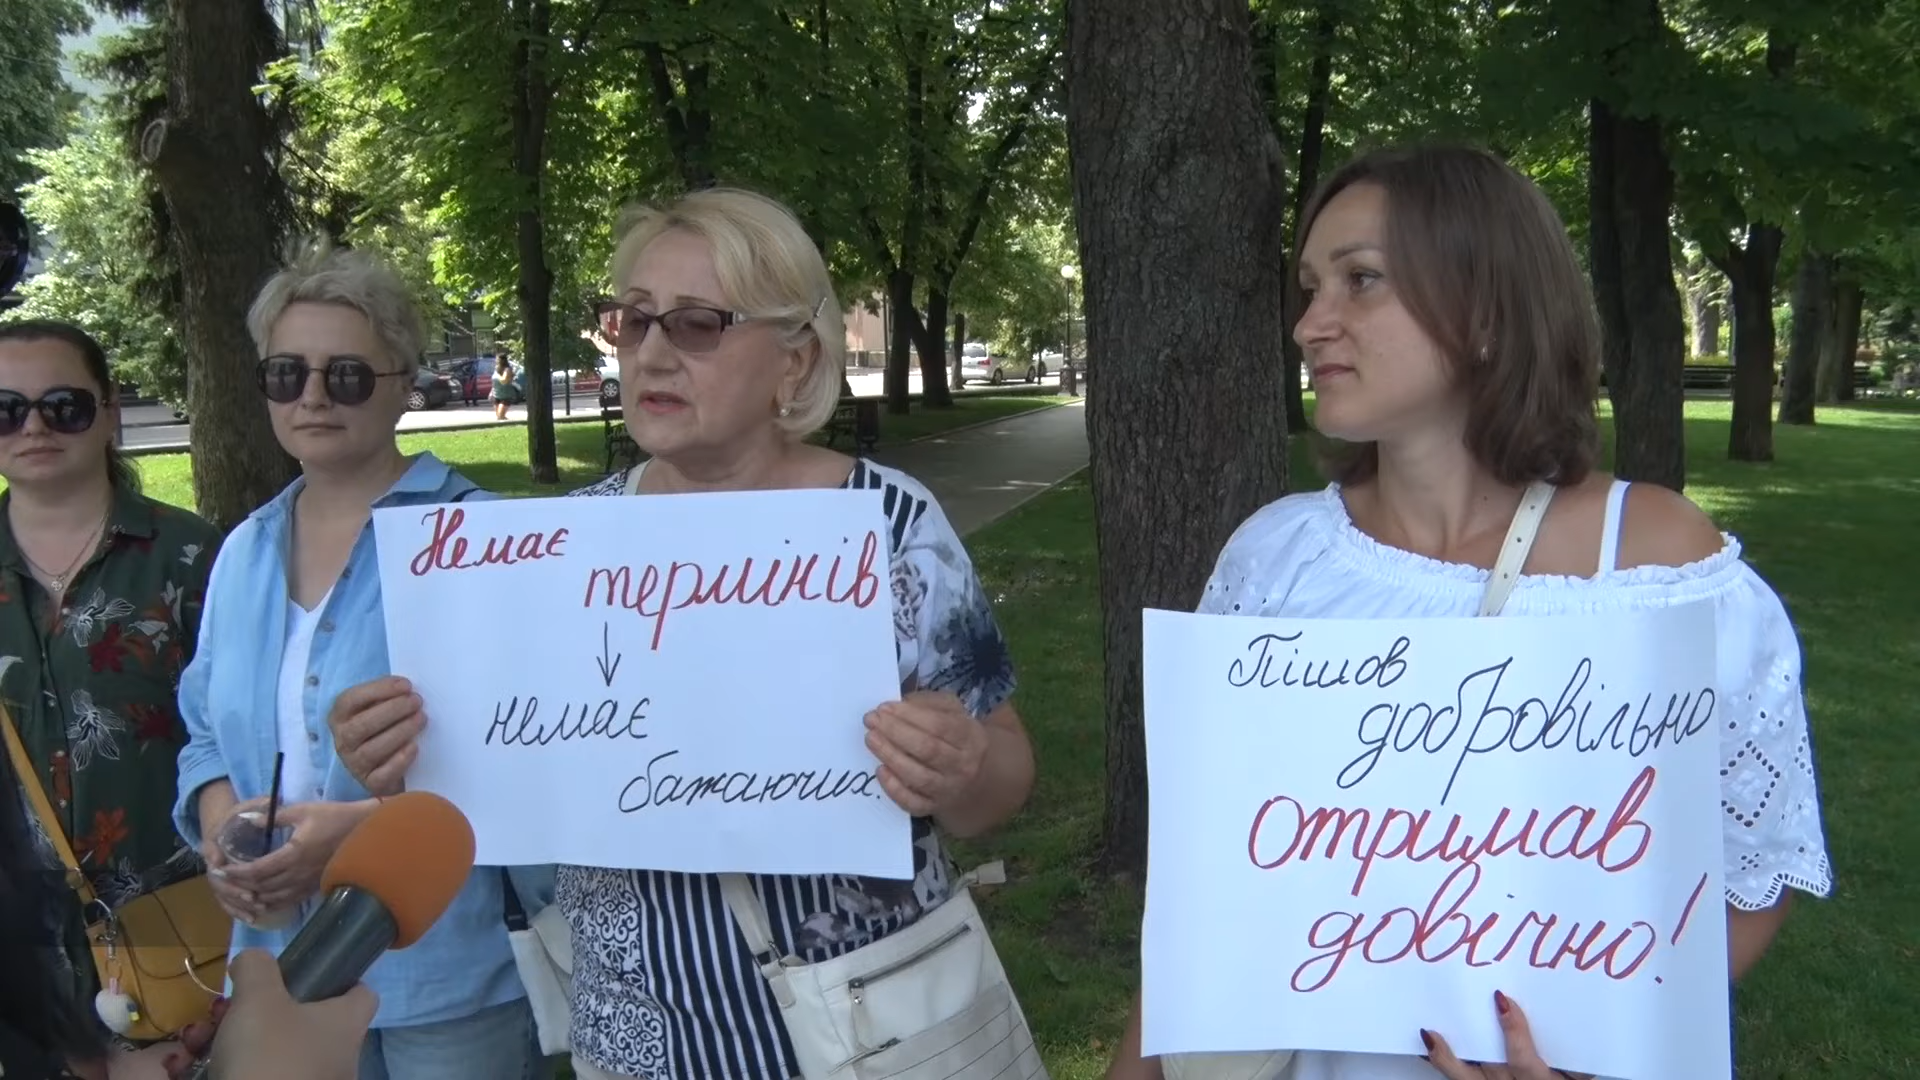 Немає
термінів
↓
немає
бажаючих.
Пішов
добровільно
отримав
довічно!